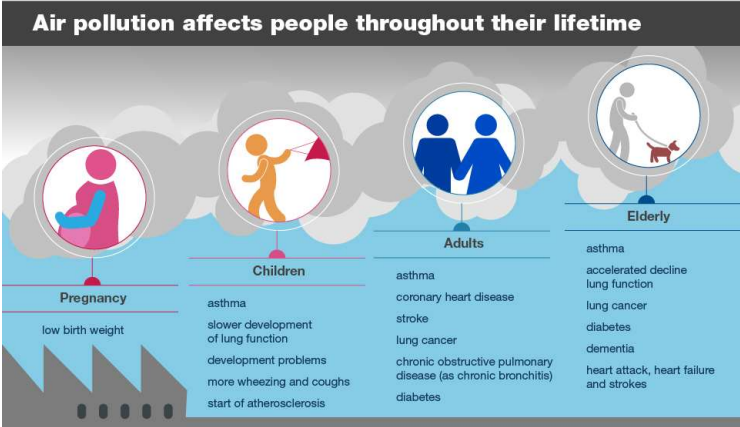 Air pollution affects people throughout their lifetime
Pregnancy
low birth weight
Children
asthma
slower development
of lung function
development problems
more wheezing and coughs
start of atherosclerosis
Adults
asthma
coronary heart disease
stroke
lung cancer
chronic obstructive pulmonary
disease (as chronic bronchitis)
diabetes
Elderly
asthma
accelerated decline
lung function
lung cancer
diabetes
dementia
heart attack, heart failure
and strokes